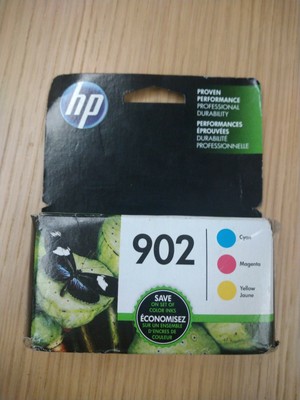 hp
PROVEN
PERFORMANCE
PROFESSIONAL
DURABILITY
PERFORMANCES
ÉPROUVÉES
DURABILITÉ
PROFESSIONNELLE
902
Cyan
Magenta
Yellow
Jaune
SAVE
ON SET OF
COLOR INKS
ÉCONOMISEZ
SUR UN ENSEMBLE
D'ENCRES DE
COULEUR